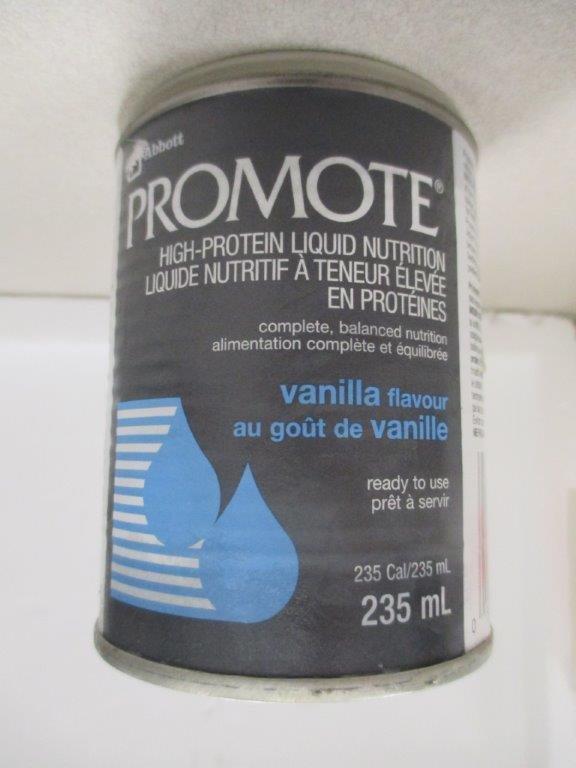 Abbott
PROMOTE®
HIGH-PROTEIN LIQUID NUTRITION
LIQUIDE NUTRITIF À TENEUR ÉLEVÉE
EN PROTÉINES
complete, balanced nutrition
alimentation complète et équilibrée
vanilla flavour
au goût de vanille
ready to use
prêt à servir
235 Cal/235 mL
235 mL
0